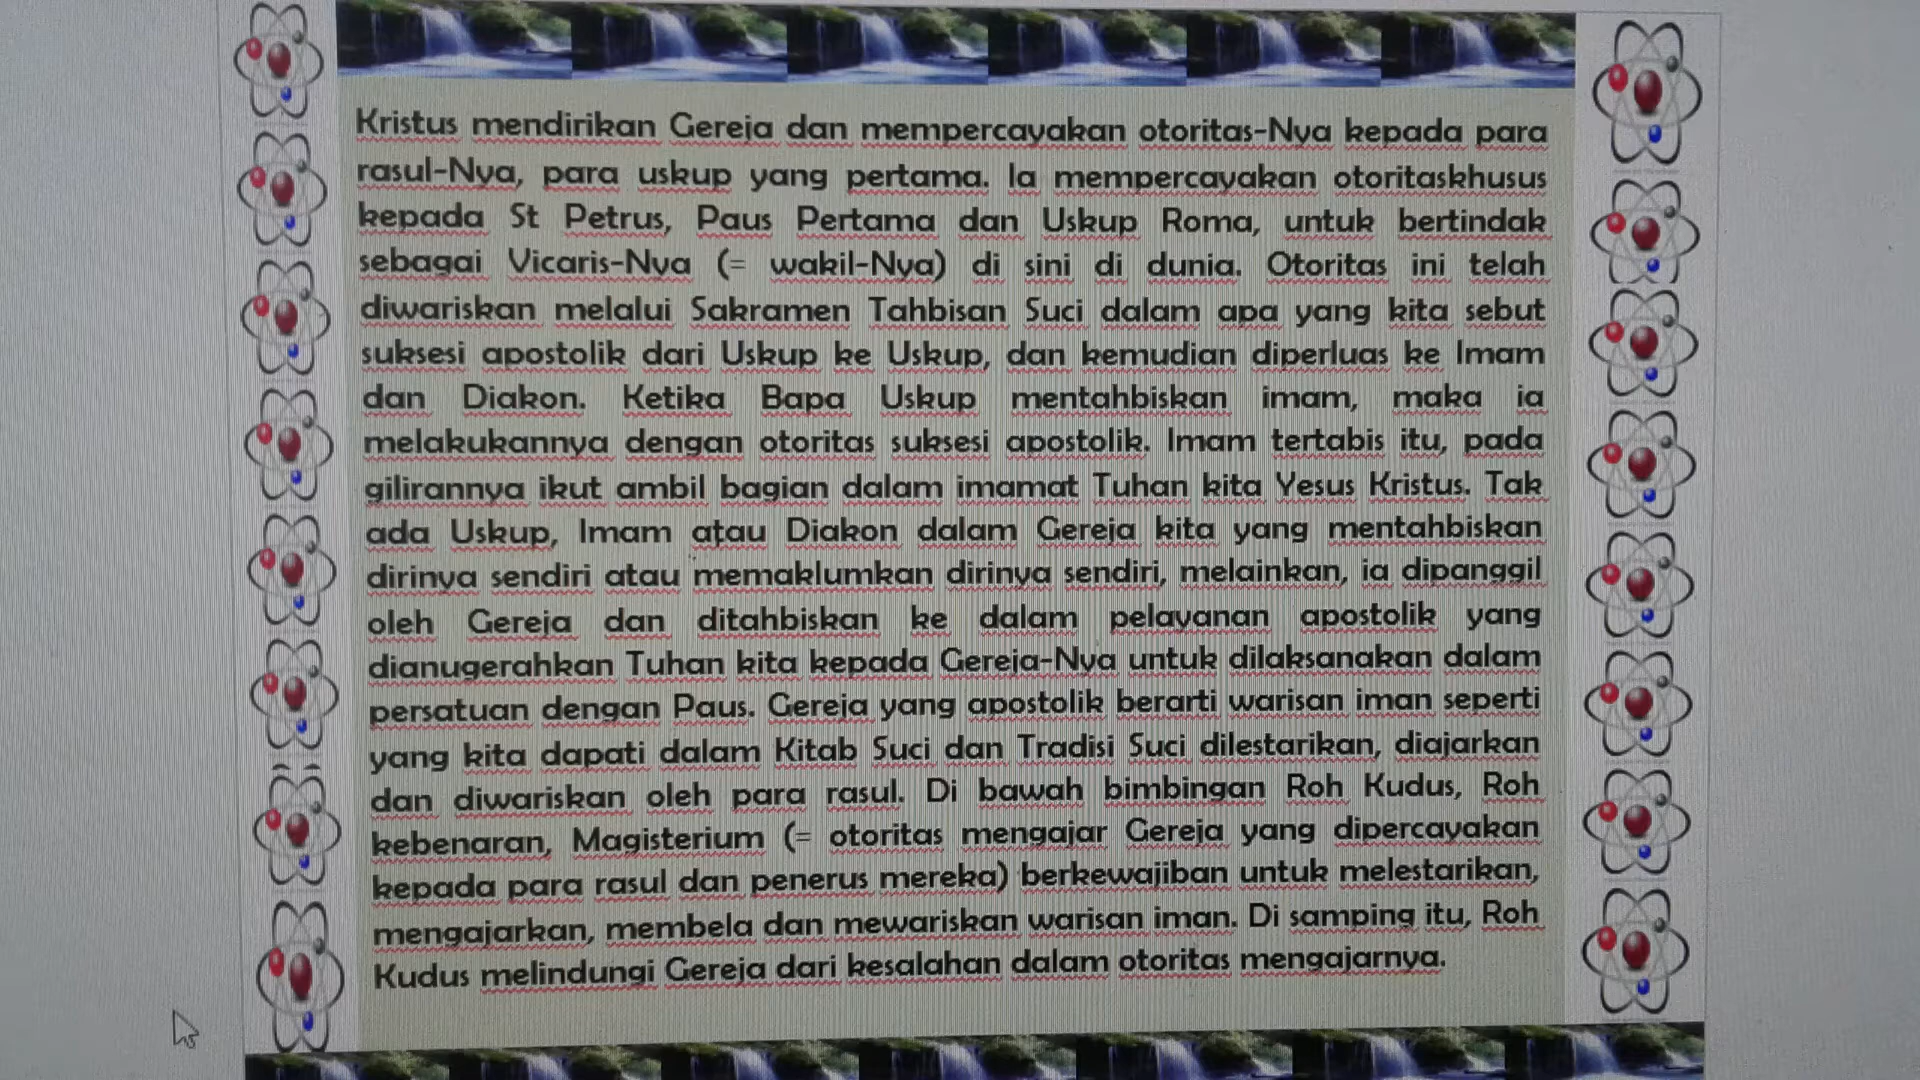 Kristus mendirikan Gereja dan mempercayakan otoritas-Nya kepada para
rasul-Nya, para uskup yang pertama. Ia mempercayakan otoritaskhusus
kepada St Petrus, Paus Pertama dan Uskup Roma, untuk bertindak
sebagai Vicaris-Nya (= wakil-Nya) di sini di dunia. Otoritas ini telah
diwariskan melalui Sakramen Tahbisan Suci dalam apa yang kita sebut
suksesi apostolik dari Uskup ke Uskup, dan kemudian diperluas ke Imam
dan Diakon. Ketika Bapa Uskup mentahbiskan imam, maka ia
melakukannya dengan otoritas suksesi apostolik. Imam tertabis itu, pada
gilirannya ikut ambil bagian dalam imamat Tuhan kita Yesus Kristus. Tak
ada Uskup, Imam atau Diakon dalam Gereja kita yang mentahbiskan
dirinya sendiri atau memaklumkan dirinya sendiri, melainkan, ia dipanggil
oleh Gereja dan ditahbiskan ke dalam pelayanan apostolik yang
dianugerahkan Tuhan kita kepada Gereja-Nya untuk dilaksanakan dalam
persatuan dengan Paus. Gereja yang apostolik berarti warisan iman seperti
yang kita dapati dalam Kitab Suci dan Tradisi Suci dilestarikan, diajarkan
dan diwariskan oleh para rasul. Di bawah bimbingan Roh Kudus, Roh
kebenaran, Magisterium (= otoritas mengajar Gereja yang dipercayakan
kepada para rasul dan penerus mereka) berkewajiban untuk melestarikan,
mengajarkan, membela dan mewariskan warisan iman. Di samping itu, Roh
Kudus melindungi Gereja dari kesalahan dalam otoritas mengajarnya.